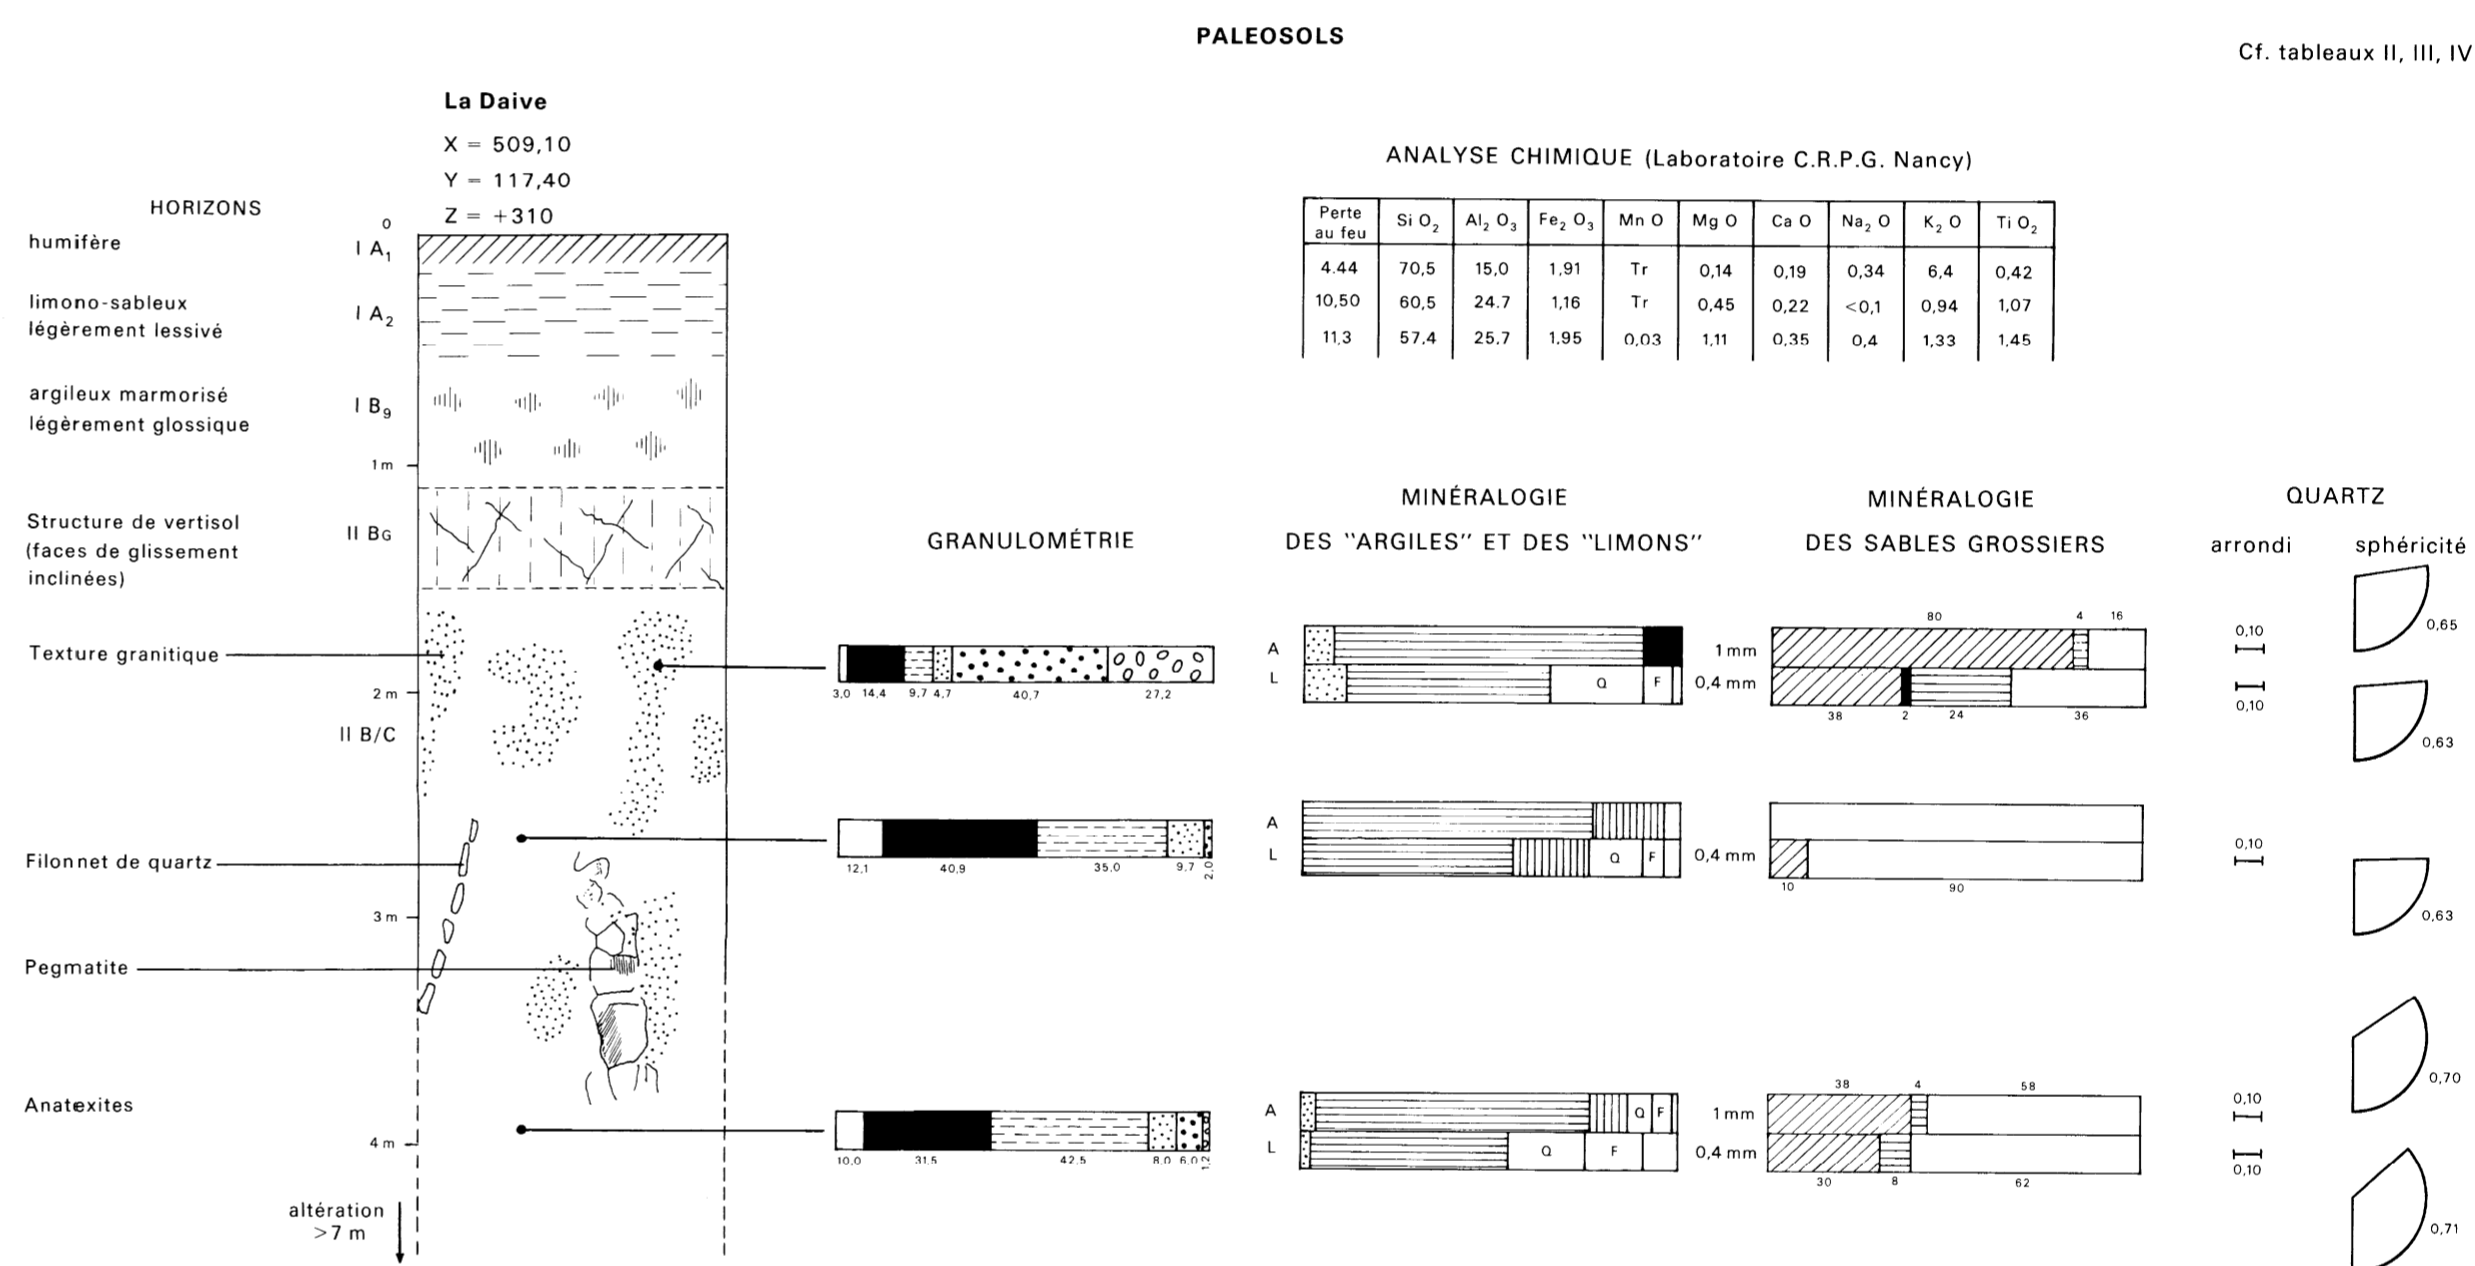 PALEOSOLS
Cf. tableaux II, III, IV
La Daive
X = 509,10
Y = 117,40
Z = +310
HORIZONS
0
humifère
I A1
limono-sableux
légèrement lessivé
I A2
argileux marmorisé
légèrement glossique
I B9
1 m
Structure de vertisol
(faces de glissement
inclinées)
II BG
Texture granitique
2 m
II B/C
Filonnet de quartz
3 m
Pegmatite
Anatexites
4 m
altération
>7 m
ANALYSE CHIMIQUE (Laboratoire C.R.P.G. Nancy)
Perte au feu Si O2 Al2 O3 Fe2 O3 Mn O Mg O Ca O Na2 O K2 O Ti O2
4.44 70,5 15,0 1,91 Tr 0,14 0,19 0,34 6,4 0,42
10,50 60,5 24.7 1,16 Tr 0,45 0,22 <0,1 0,94 1,07
11,3 57.4 25.7 1.95 0,03 1,11 0,35 0,4 1,33 1,45
GRANULOMÉTRIE
3,0 14,4 9,7 4,7 40,7 27,2
12,1 40,9 35,0 9,7 2,0
10,0 31,5 42,5 8,0 6,0 1,2
MINÉRALOGIE
DES "ARGILES" ET DES "LIMONS"
A
L Q F
A
L Q F
A Q F
L Q F
MINÉRALOGIE
DES SABLES GROSSIERS
80 4 16
1 mm
0,4 mm
38 2 24 36
0,4 mm
10 90
38 4 58
1 mm
0,4 mm
30 8 62
QUARTZ
arrondi sphéricité
0,10
0,65
0,10
0,63
0,10
0,63
0,70
0,10
0,10
0,71